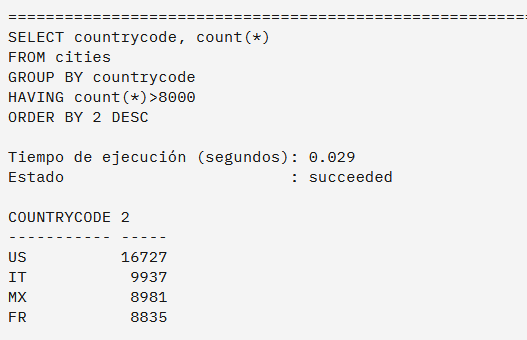 ==========================================================
SELECT countrycode, count(*)
FROM cities
GROUP BY countrycode
HAVING count(*)>8000
ORDER BY 2 DESC
Tiempo de ejecución (segundos): 0.029
Estado                        : succeeded
COUNTRYCODE 2
----------- -----
US          16727
IT           9937
MX           8981
FR           8835